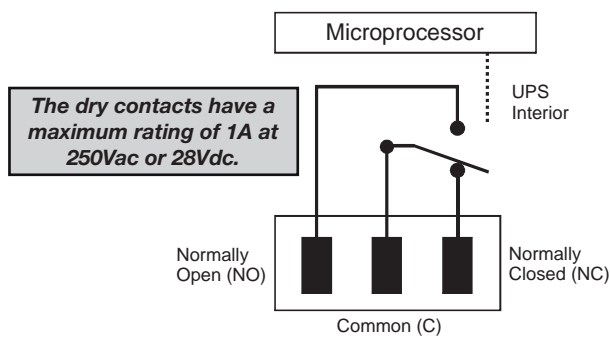 Microprocessor
UPS
Interior
The dry contacts have a
maximum rating of 1A at
250Vac or 28Vdc.
Normally
Open (NO)
Normally
Closed (NC)
Common (C)